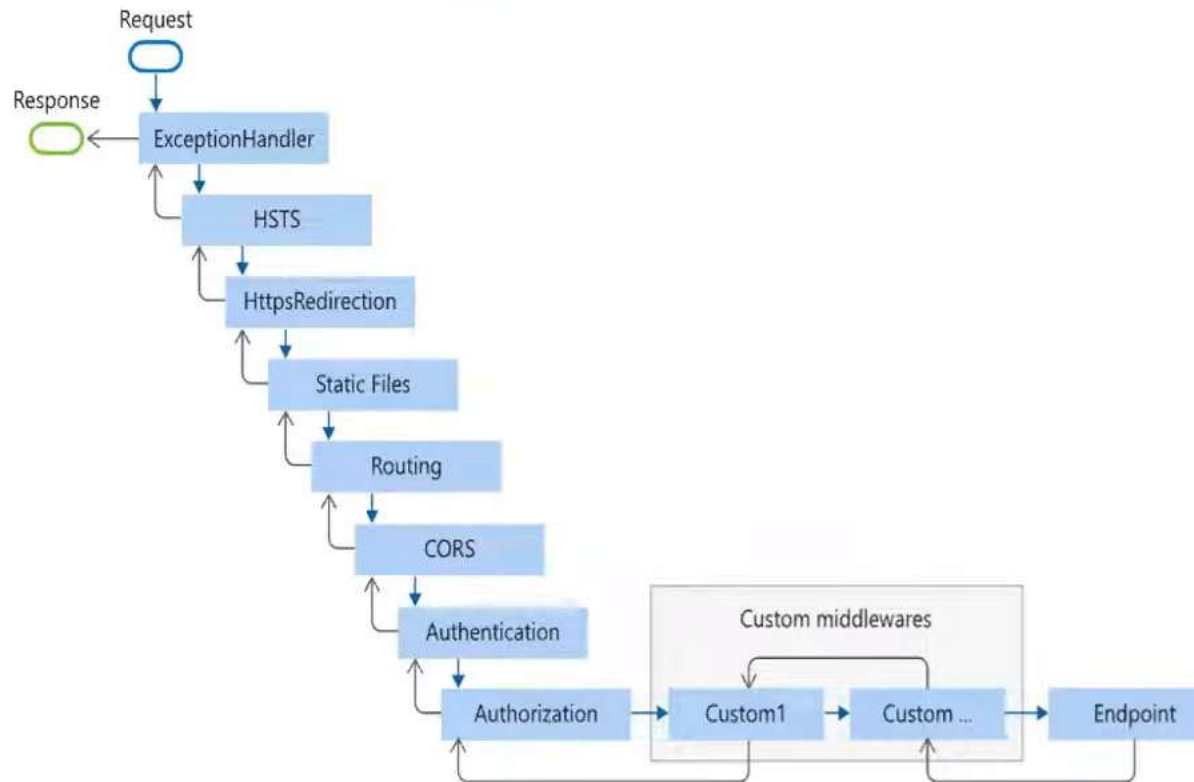 Request
Response
ExceptionHandler
HSTS
HttpsRedirection
Static Files
Routing
CORS
Authentication
Custom middlewares
Authorization
Custom1
Custom ...
Endpoint